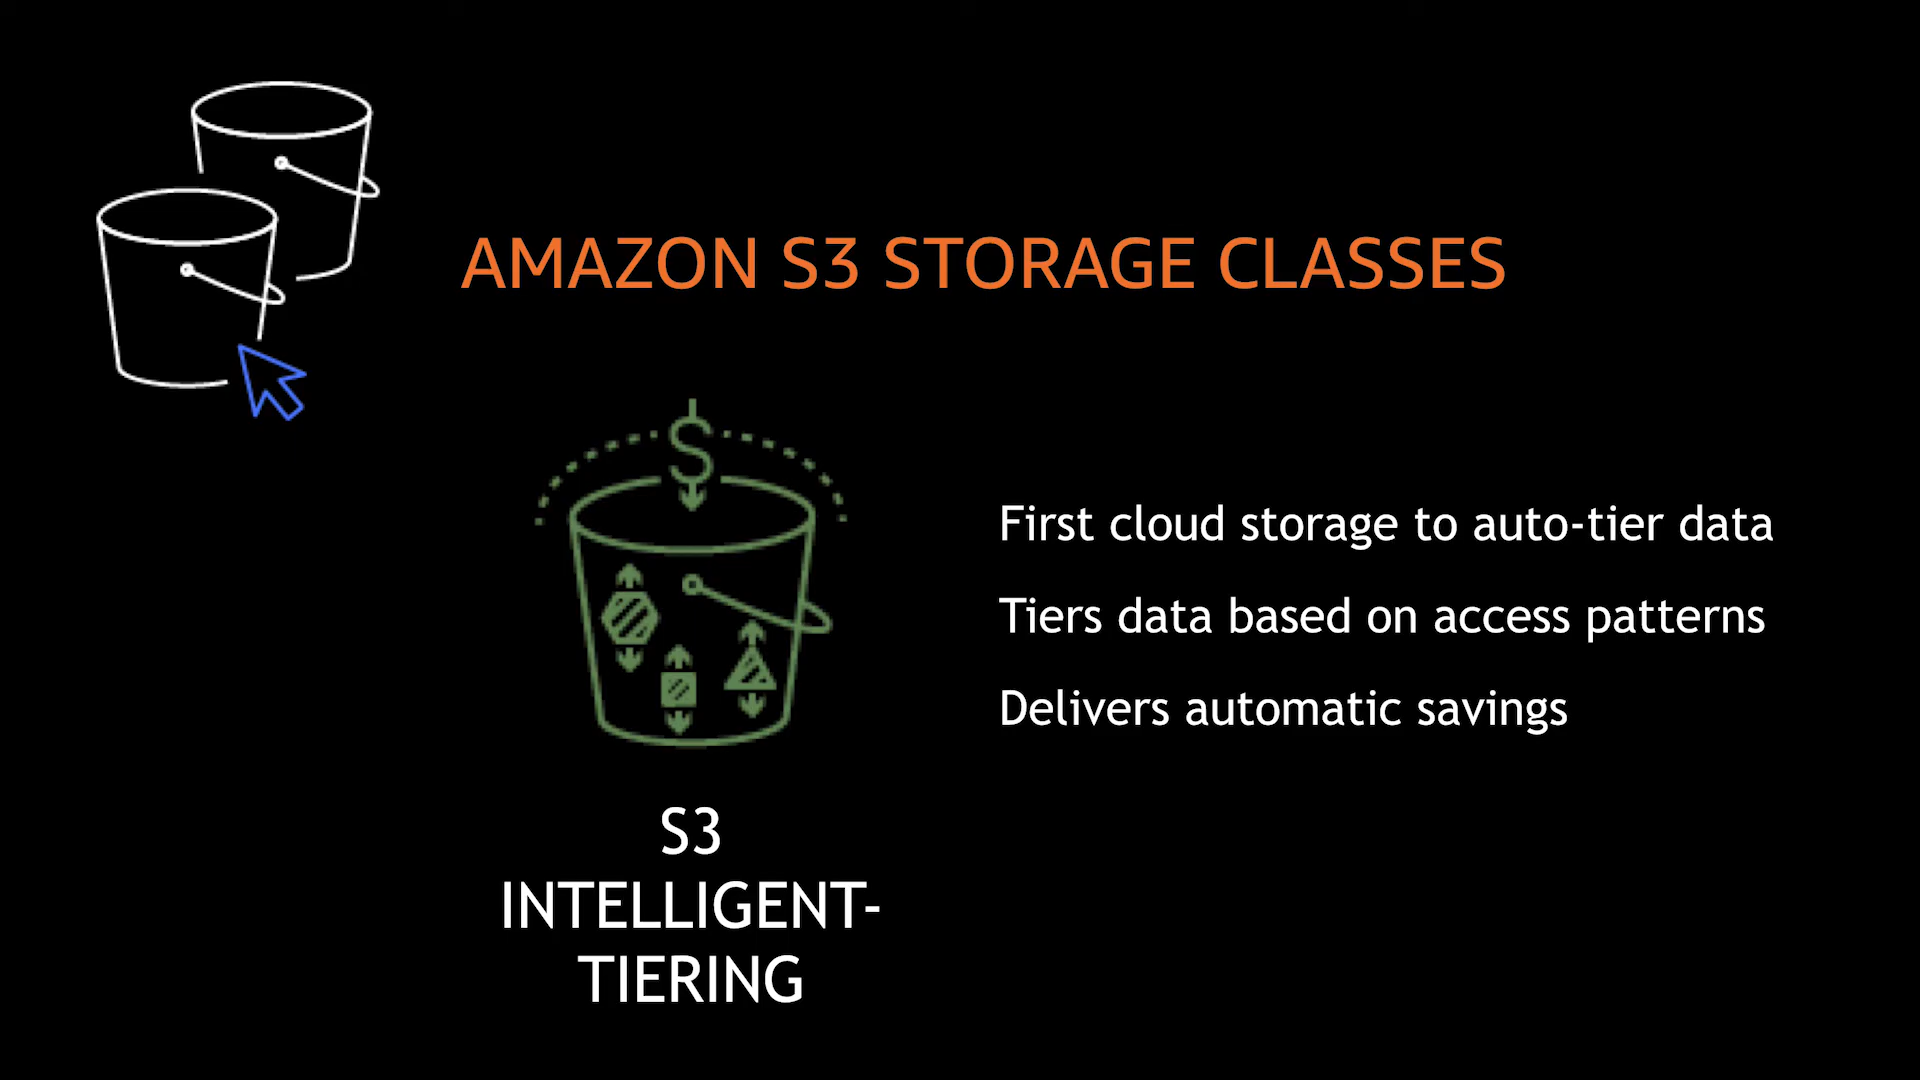 AMAZON S3 STORAGE CLASSES
First cloud storage to auto-tier data
Tiers data based on access patterns
Delivers automatic savings
S3
INTELLIGENT-
TIERING